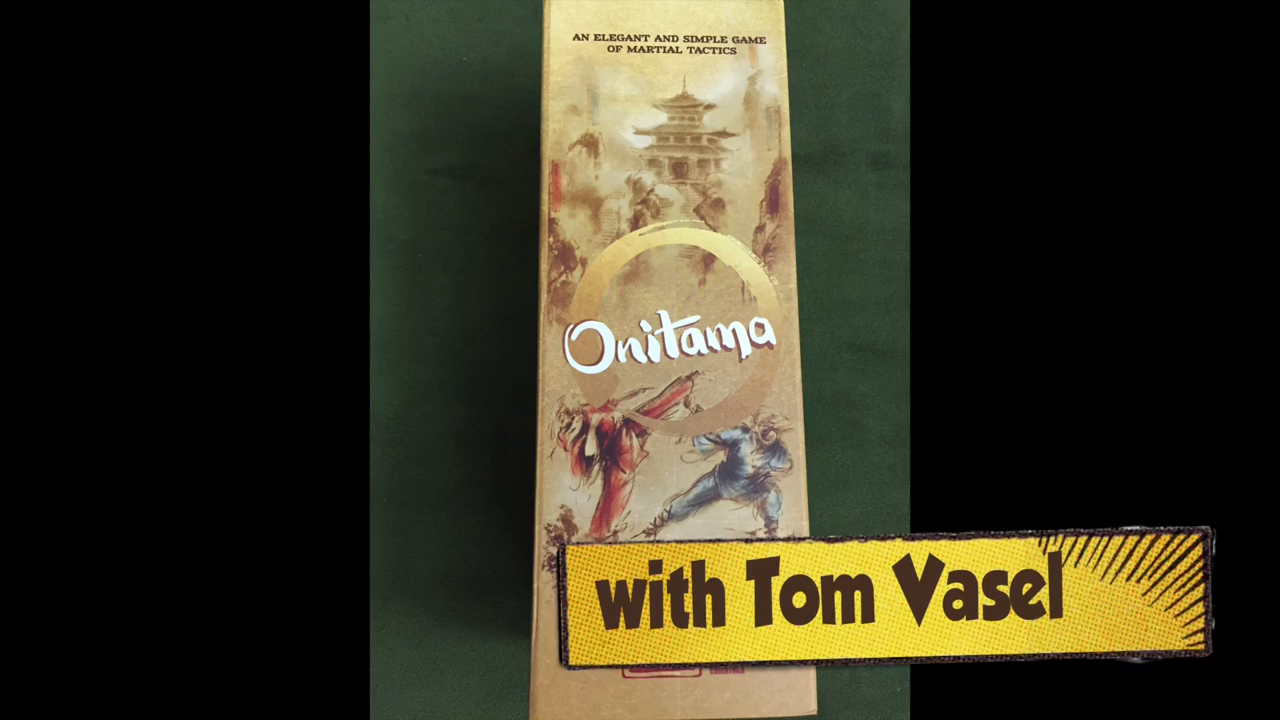 AN ELEGANT AND SIMPLE GAME
OF MARTIAL TACTICS
Onitama
with Tom Vasel